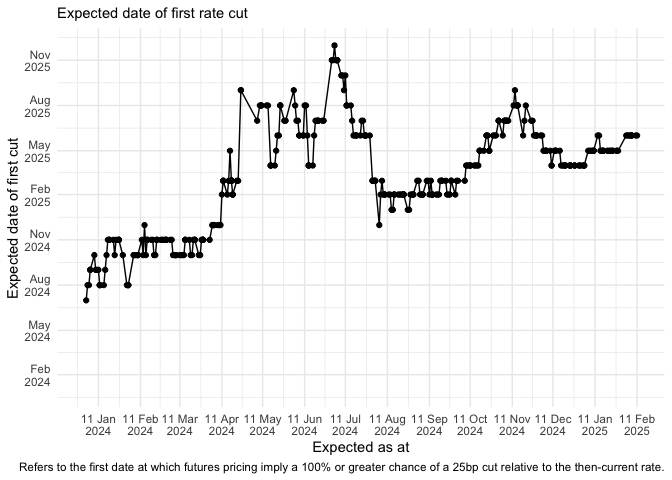 Expected date of first rate cut
Expected date of first cut
Nov
2025
Aug
2025
May
2025
Feb
2025
Nov
2024
Aug
2024
May
2024
Feb
2024
11 Jan 11 Feb 11 Mar 11 Apr 11 May 11 Jun 11 Jul 11 Aug 11 Sep 11 Oct 11 Nov 11 Dec 11 Jan 11 Feb
2024 2024 2024 2024 2024 2024 2024 2024 2024 2024 2024 2024 2025 2025
Expected as at
Refers to the first date at which futures pricing imply a 100% or greater chance of a 25bp cut relative to the then-current rate.